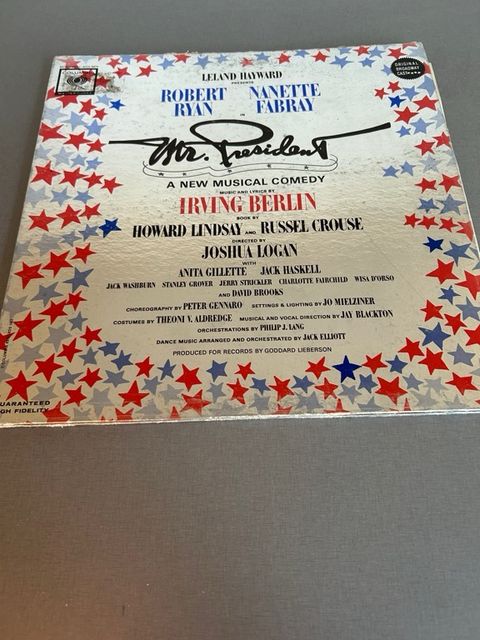 COLUMBIA
ORIGINAL
BROADWAY
CAST
LELAND HAYWARD
PRESENTS
ROBERT NANETTE
RYAN FABRAY
IN
Mr. President
A NEW MUSICAL COMEDY
MUSIC AND LYRICS BY
IRVING BERLIN
BOOK BY
HOWARD LINDSAY AND RUSSEL CROUSE
DIRECTED BY
JOSHUA LOGAN
WITH
ANITA GILLETTE JACK HASKELL
JACK WASHBURN STANLEY GROVER JERRY STRICKLER CHARLOTTE FAIRCHILD WISA D'ORSO
AND DAVID BROOKS
CHOREOGRAPHY BY PETER GENNARO SETTINGS & LIGHTING BY JO MIELZINER
COSTUMES BY THEONI V. ALDREDGE MUSICAL AND VOCAL DIRECTION BY JAY BLACKTON
ORCHESTRATIONS BY PHILIP J. LANG
DANCE MUSIC ARRANGED AND ORCHESTRATED BY JACK ELLIOTT
PRODUCED FOR RECORDS BY GODDARD LIEBERSON
UARANTEED
GH FIDELITY